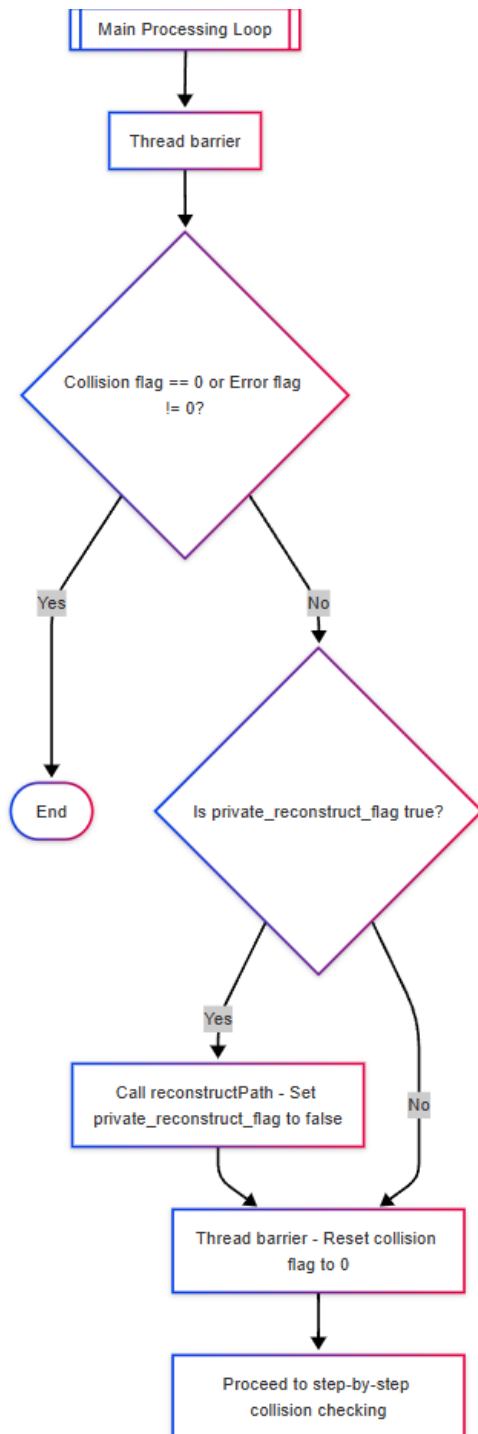 Main Processing Loop
Thread barrier
Collision flag == 0 or Error flag
!= 0?
Yes
No
End
Is private_reconstruct_flag true?
Yes
Call reconstructPath - Set
private_reconstruct_flag to false
No
Thread barrier - Reset collision
flag to 0
Proceed to step-by-step
collision checking